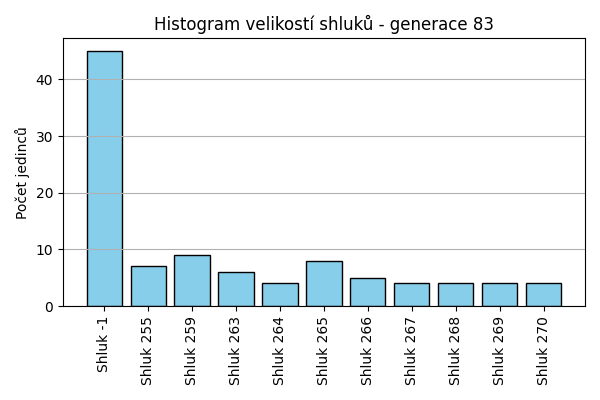 Histogram velikostí shluků - generace 83
Počet jedinců
40
30
20
10
0
Shluk -1
Shluk 255
Shluk 259
Shluk 263
Shluk 264
Shluk 265
Shluk 266
Shluk 267
Shluk 268
Shluk 269
Shluk 270